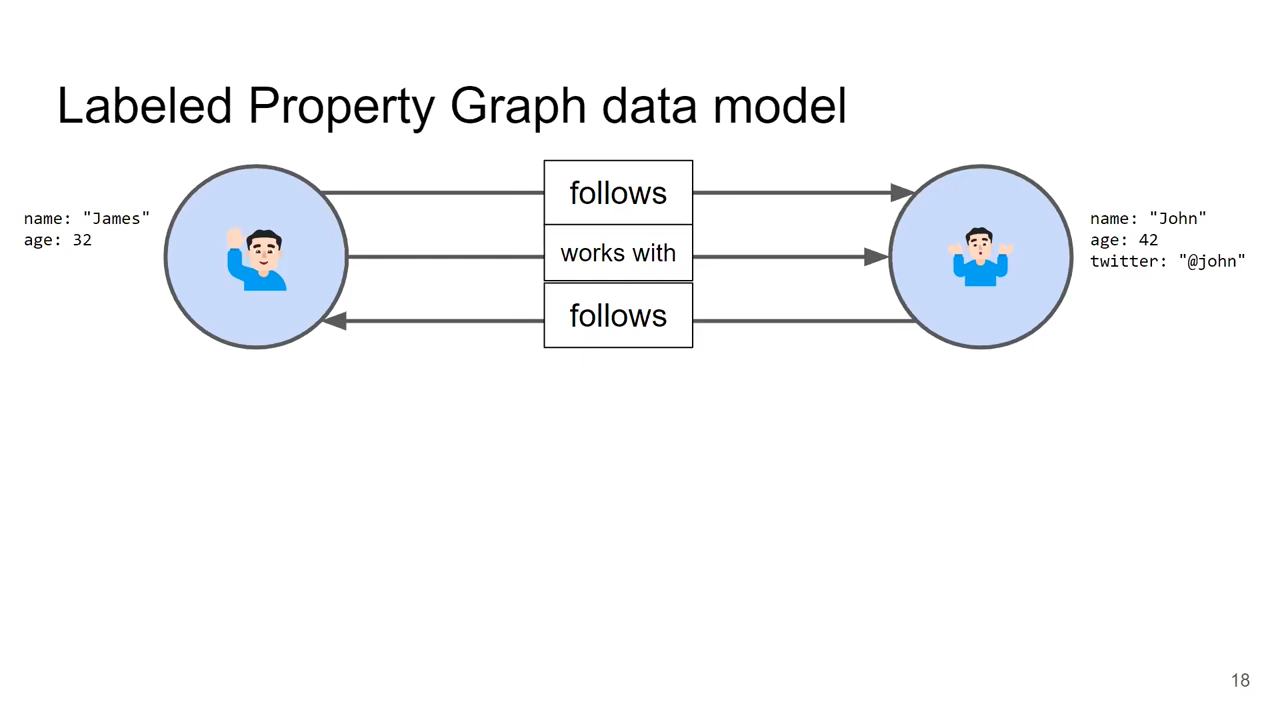 Labeled Property Graph data model
name: "James"
age: 32
follows
works with
follows
name: "John"
age: 42
twitter: "@john"
18